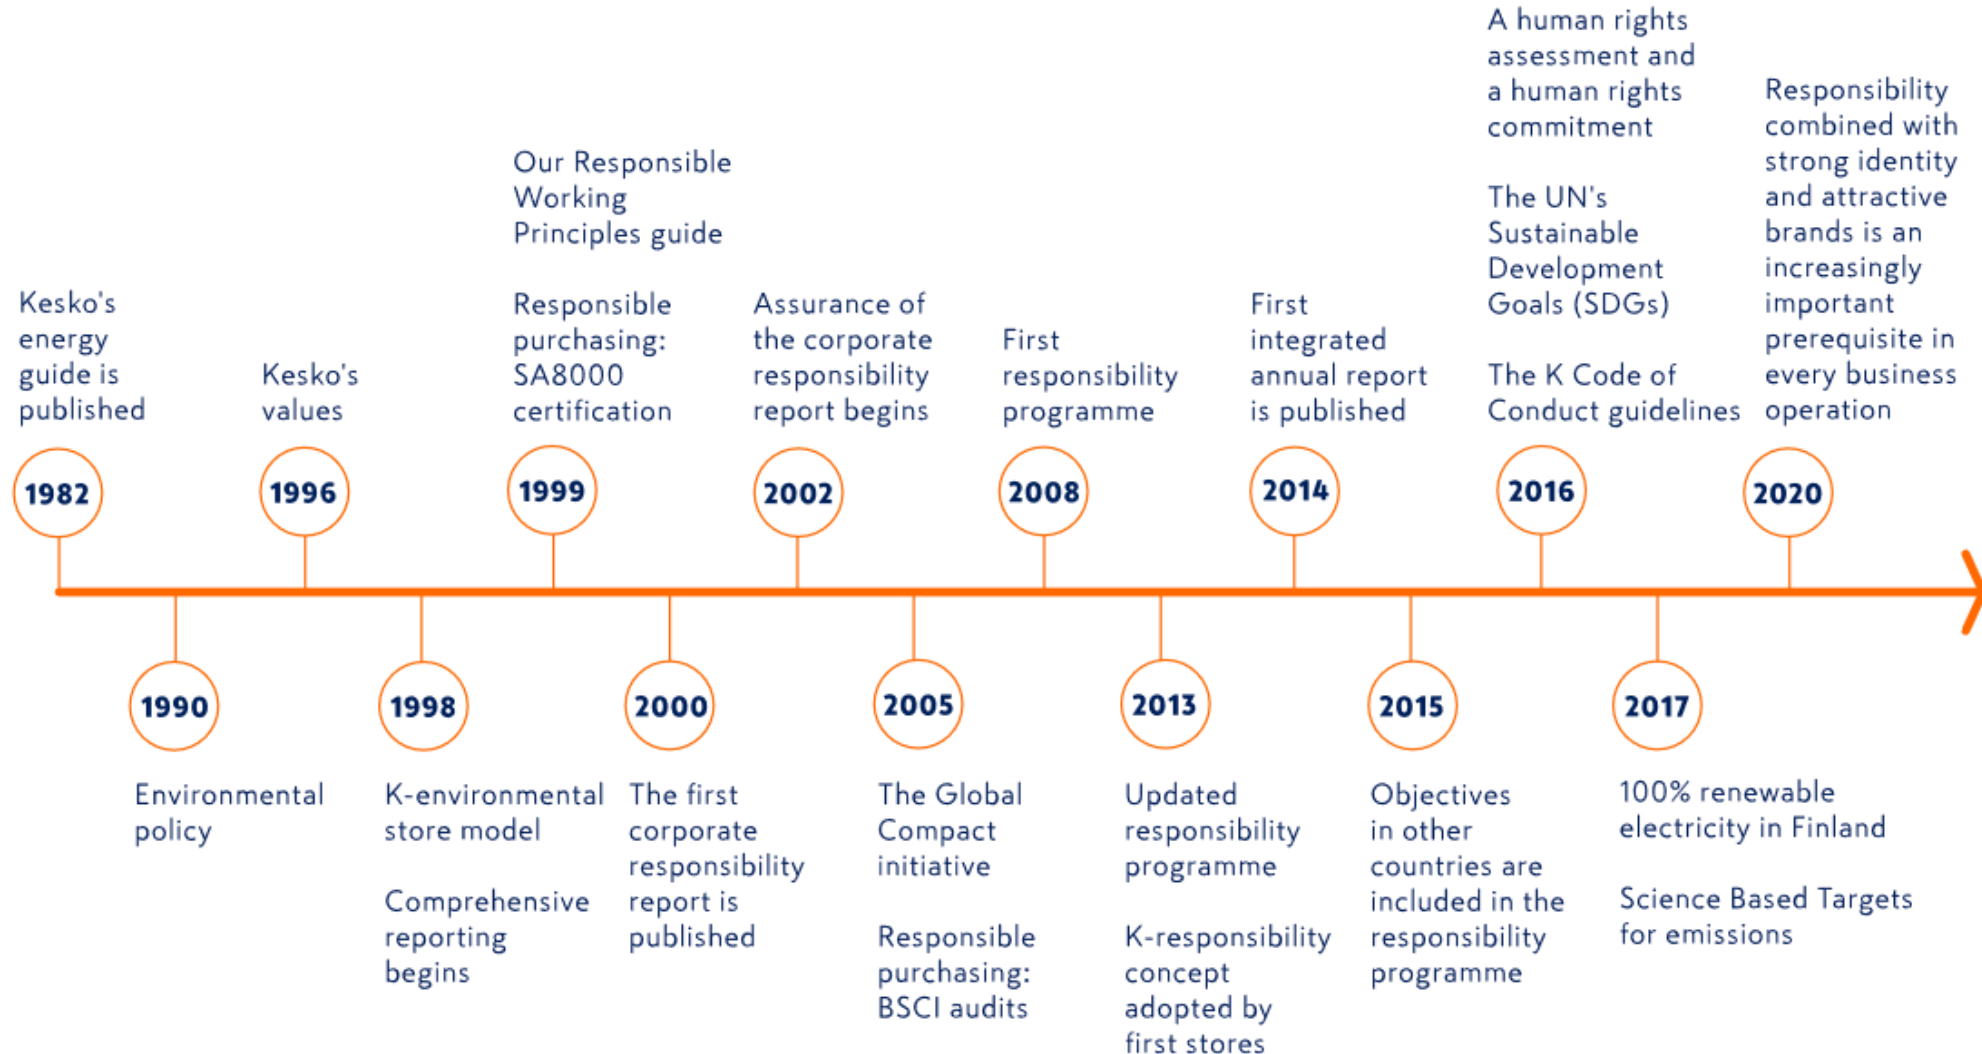 Kesko's
energy
guide is
published
1982
Environmental
policy
1990
Kesko's
values
1996
K-environmental
store model
Comprehensive
reporting
begins
1998
Our Responsible
Working
Principles guide
Responsible
purchasing:
SA8000
certification
1999
2000
The first
corporate
responsibility
report is
published
Assurance of
the corporate
responsibility
report begins
2002
2005
The Global
Compact
initiative
Responsible
purchasing:
BSCI audits
First
responsibility
programme
2008
2013
Updated
responsibility
programme
K-responsibility
concept
adopted by
first stores
First
integrated
annual report
is published
2014
2015
Objectives
in other
countries are
included in the
responsibility
programme
A human rights
assessment and
a human rights
commitment
The UN's
Sustainable
Development
Goals (SDGs)
The K Code of
Conduct guidelines
2016
2017
100% renewable
electricity in Finland
Science Based Targets
for emissions
Responsibility
combined with
strong identity
and attractive
brands is an
increasingly
important
prerequisite in
every business
operation
2020